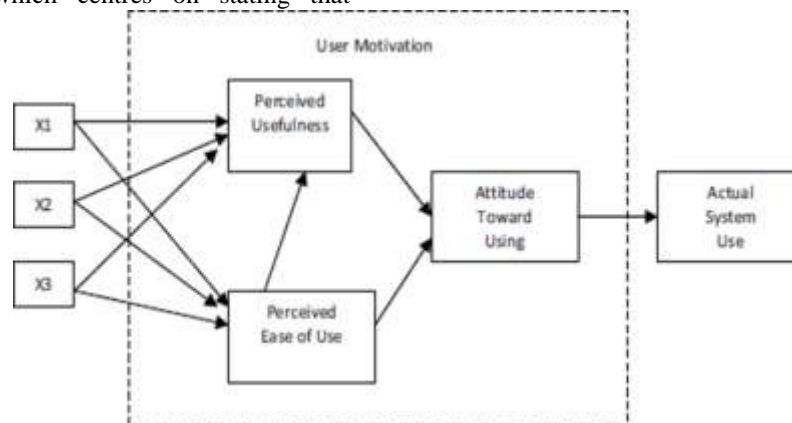 which centres on stating that
User Motivation
Perceived
Usefulness
X1
X2
X3
Attitude
Toward
Using
Actual
System
Use
Perceived
Ease of Use